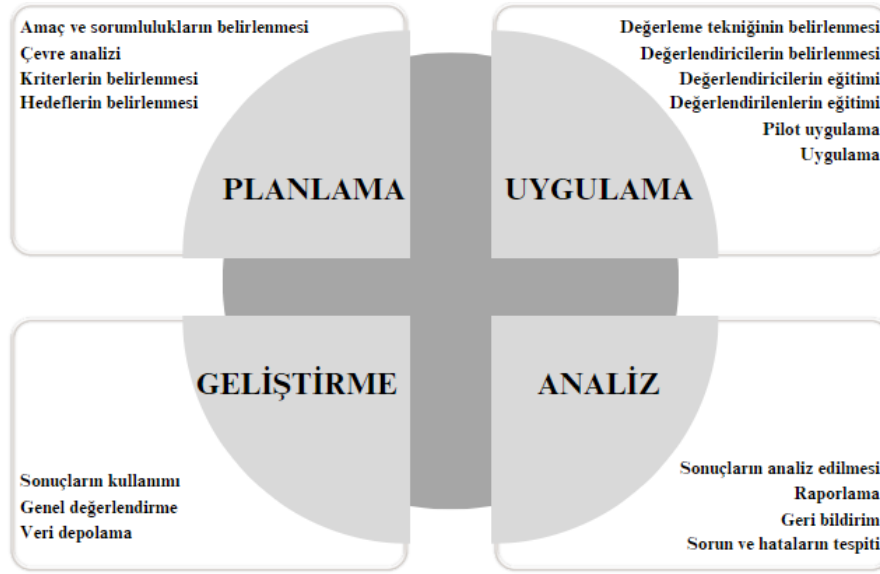 Amaç ve sorumlulukların belirlenmesi
Çevre analizi
Kriterlerin belirlenmesi
Hedeflerin belirlenmesi
PLANLAMA
Değerleme tekniğinin belirlenmesi
Değerlendiricilerin belirlenmesi
Değerlendiricilerin eğitimi
Değerlendirilenlerin eğitimi
Pilot uygulama
Uygulama
UYGULAMA
GELİŞTİRME
Sonuçların kullanımı
Genel değerlendirme
Veri depolama
ANALİZ
Sonuçların analiz edilmesi
Raporlama
Geri bildirim
Sorun ve hataların tespiti